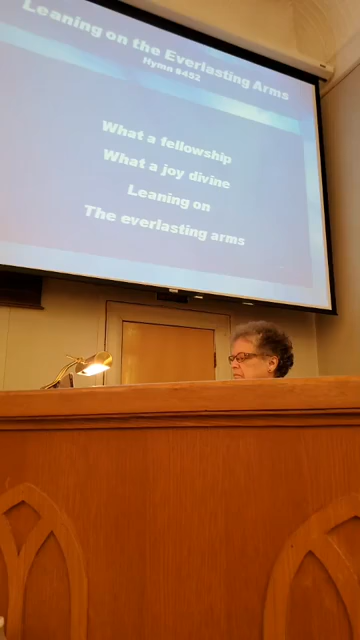 Leaning on the Everlasting Arms
Hymn #452
What a fellowship
What a joy divine
Leaning on
The everlasting arms